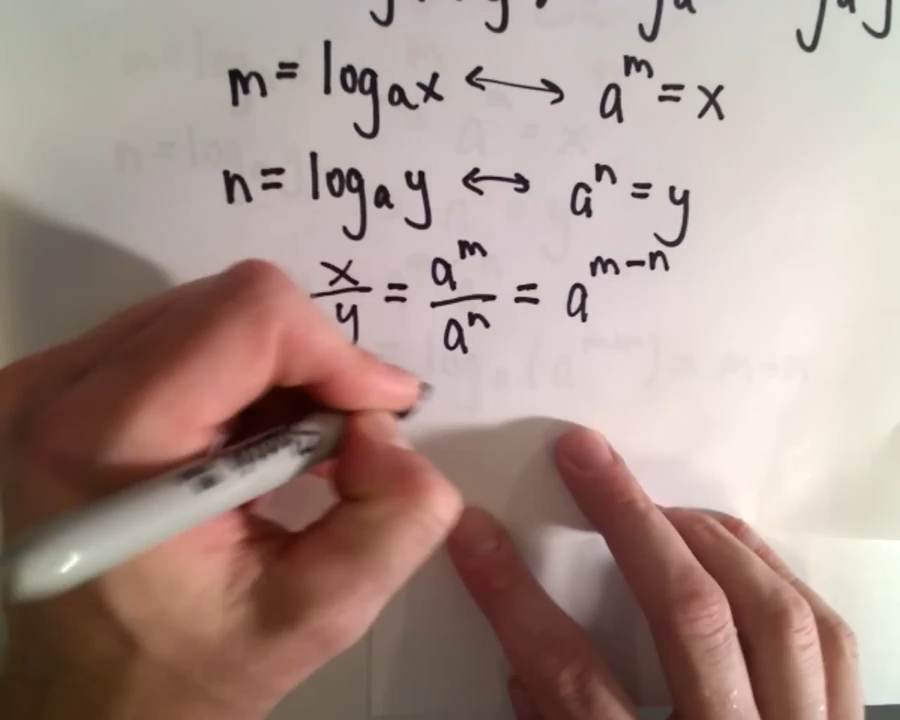 m = logₐx ⟷ aᵐ = x
n = logₐy ⟷ aⁿ = y
x/y = aᵐ/aⁿ = aᵐ⁻ⁿ